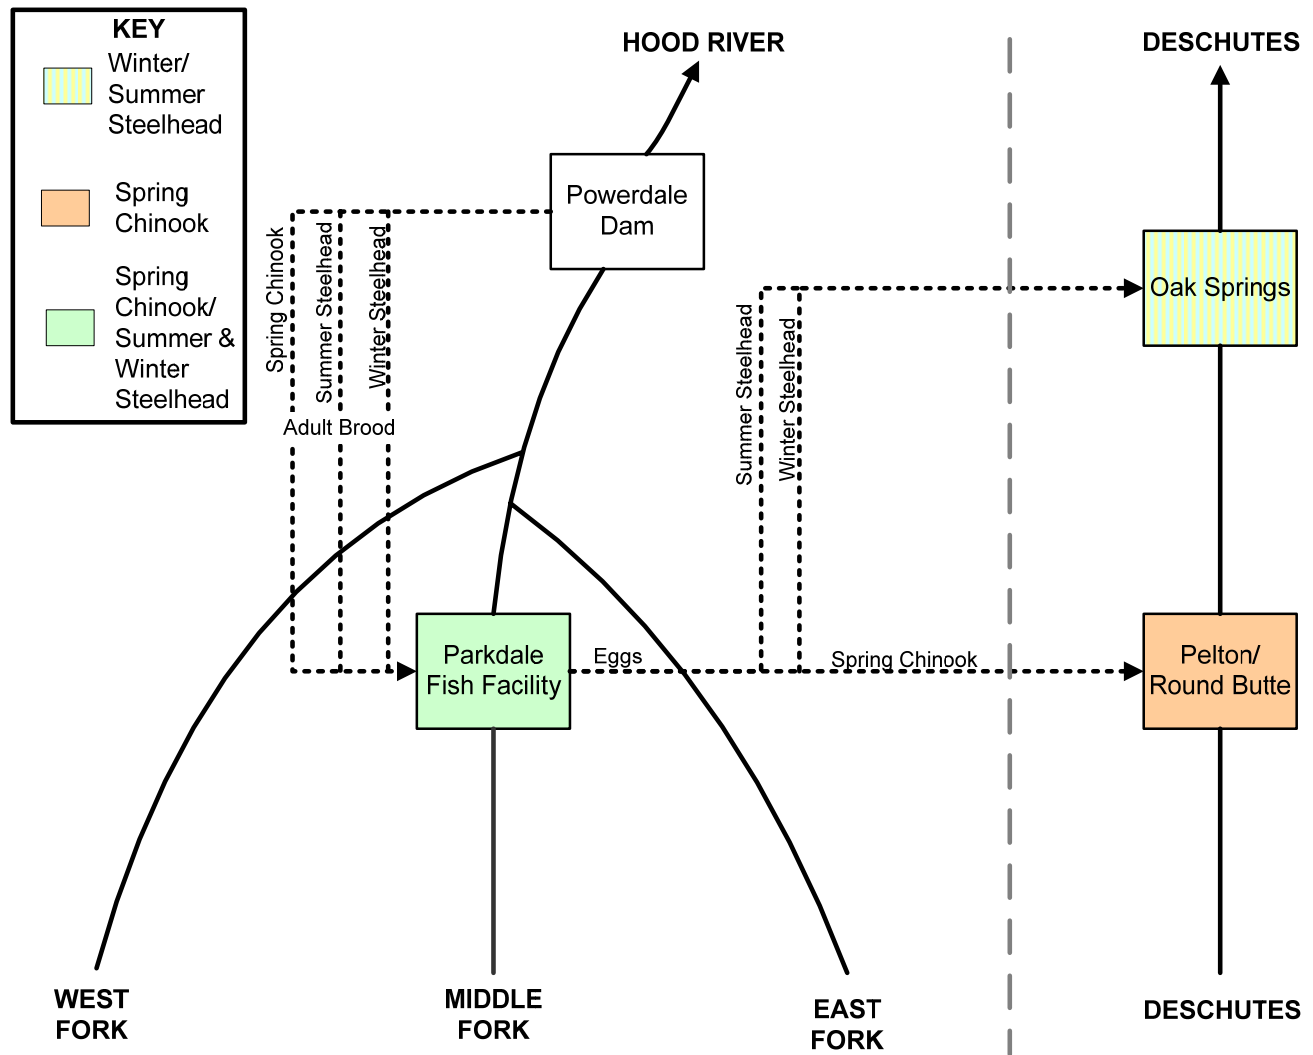 KEY
Winter/
Summer
Steelhead
Spring
Chinook
Spring
Chinook/
Summer &
Winter
Steelhead
HOOD RIVER
DESCHUTES
Powerdale
Dam
Oak Springs
Spring Chinook
Summer Steelhead
Winter Steelhead
Adult Brood
Summer Steelhead
Winter Steelhead
Parkdale
Fish Facility
Eggs
Spring Chinook
Pelton/
Round Butte
WEST
FORK
MIDDLE
FORK
EAST
FORK
DESCHUTES